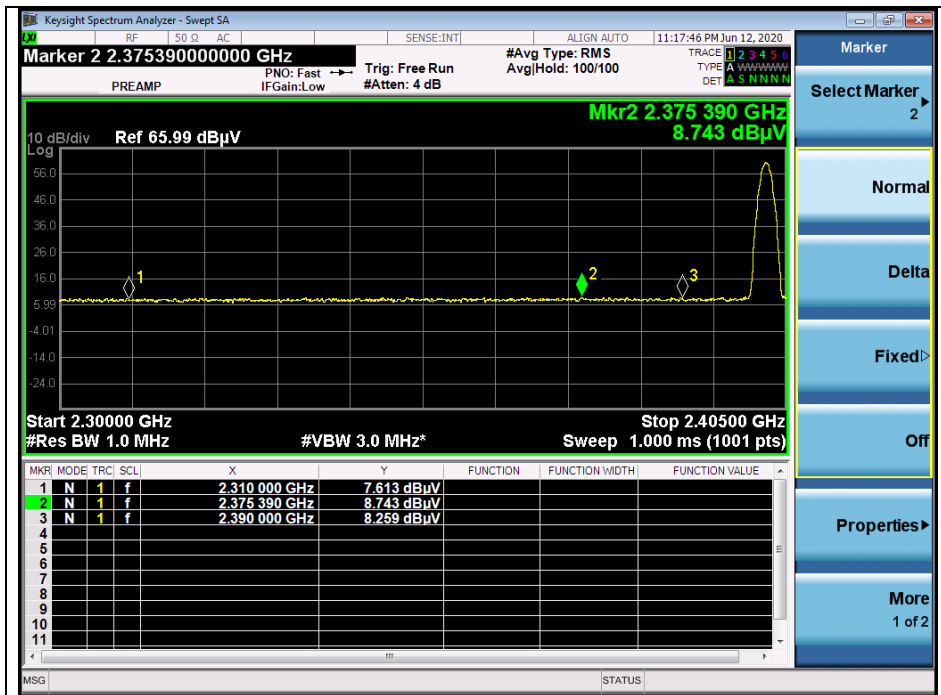 Keysight Spectrum Analyzer - Swept SA
LXI RF 50 Ω AC SENSE:INT ALIGN AUTO 11:17:46 PM Jun 12, 2020
Marker 2 2.375390000000 GHz
PREAMP
PNO: Fast
IFGain:Low
Trig: Free Run
#Atten: 4 dB
#Avg Type: RMS
Avg|Hold: 100/100
TRACE 1 2 3 4 5 6
TYPE A WWWWW
DET A S N N N N
Mkr2 2.375 390 GHz
8.743 dBµV
10 dB/div Ref 65.99 dBµV
Log
56.0
46.0
36.0
26.0
16.0
5.99
-4.01
-14.0
-24.0
1
2
3
Start 2.30000 GHz Stop 2.40500 GHz
#Res BW 1.0 MHz #VBW 3.0 MHz* Sweep 1.000 ms (1001 pts)
MKR MODE TRC SCL X Y FUNCTION FUNCTION WIDTH FUNCTION VALUE
1 N 1 f 2.310 000 GHz 7.613 dBµV
2 N 1 f 2.375 390 GHz 8.743 dBµV
3 N 1 f 2.390 000 GHz 8.259 dBµV
4
5
6
7
8
9
10
11
MSG STATUS
Marker
Select Marker
2
Normal
Delta
Fixed
Off
Properties
More
1 of 2